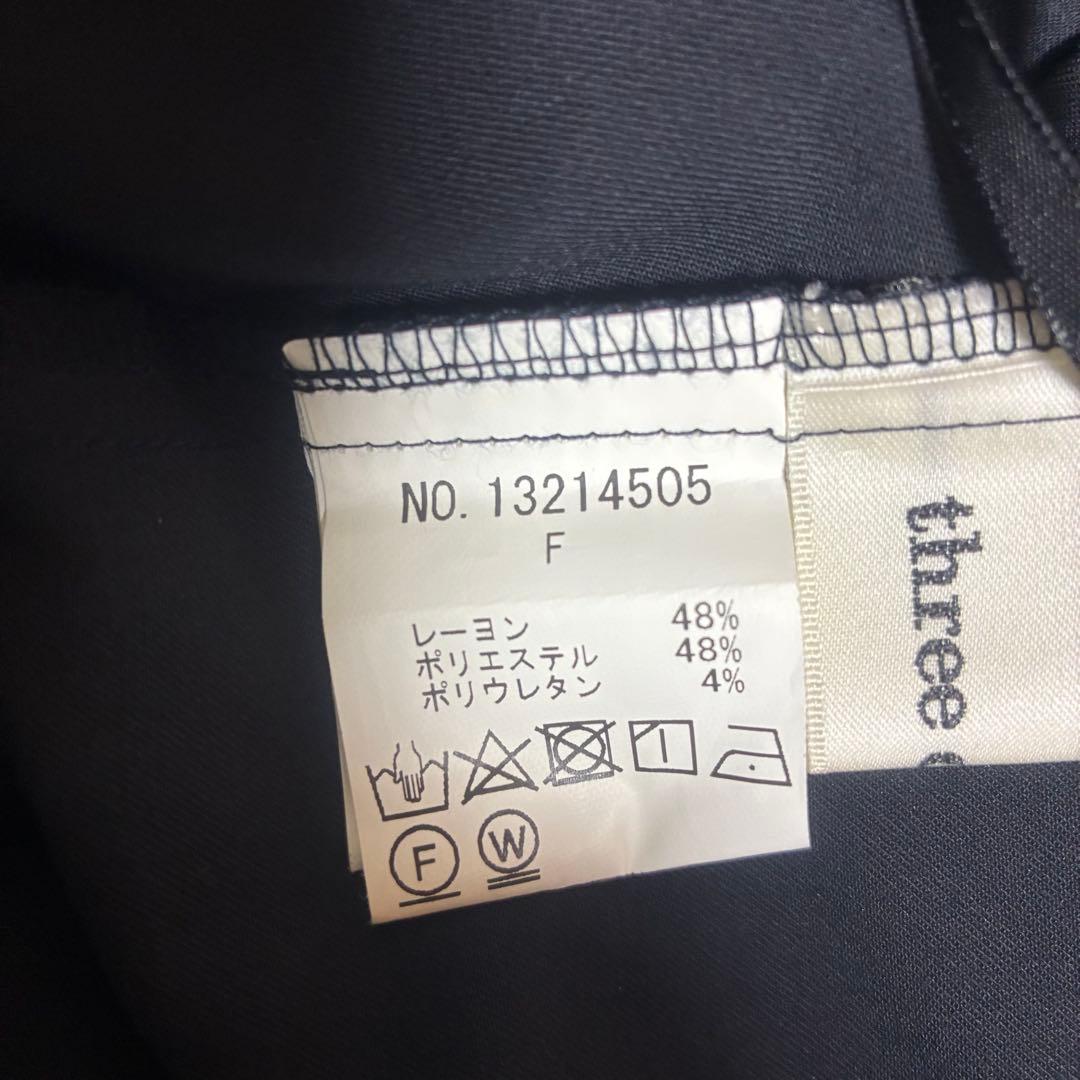 NO. 13214505
F
レーヨン 48%
ポリエステル 48%
ポリウレタン 4%
F
W
three